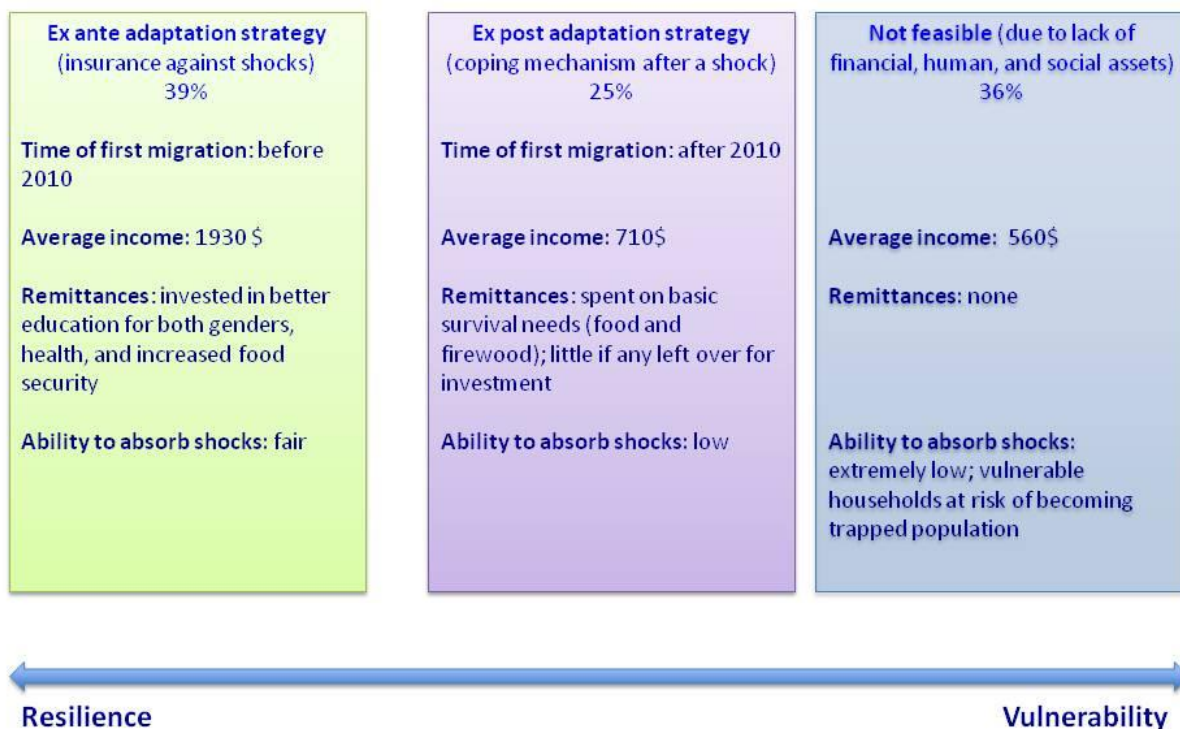 Ex ante adaptation strategy
(insurance against shocks)
39%
Time of first migration: before
2010
Average income: 1930 $
Remittances: invested in better
education for both genders,
health, and increased food
security
Ability to absorb shocks: fair
Ex post adaptation strategy
(coping mechanism after a shock)
25%
Time of first migration: after 2010
Average income: 710$
Remittances: spent on basic
survival needs (food and
firewood); little if any left over for
investment
Ability to absorb shocks: low
Not feasible (due to lack of
financial, human, and social assets)
36%
Average income: 560$
Remittances: none
Ability to absorb shocks:
extremely low; vulnerable
households at risk of becoming
trapped population
Resilience
Vulnerability